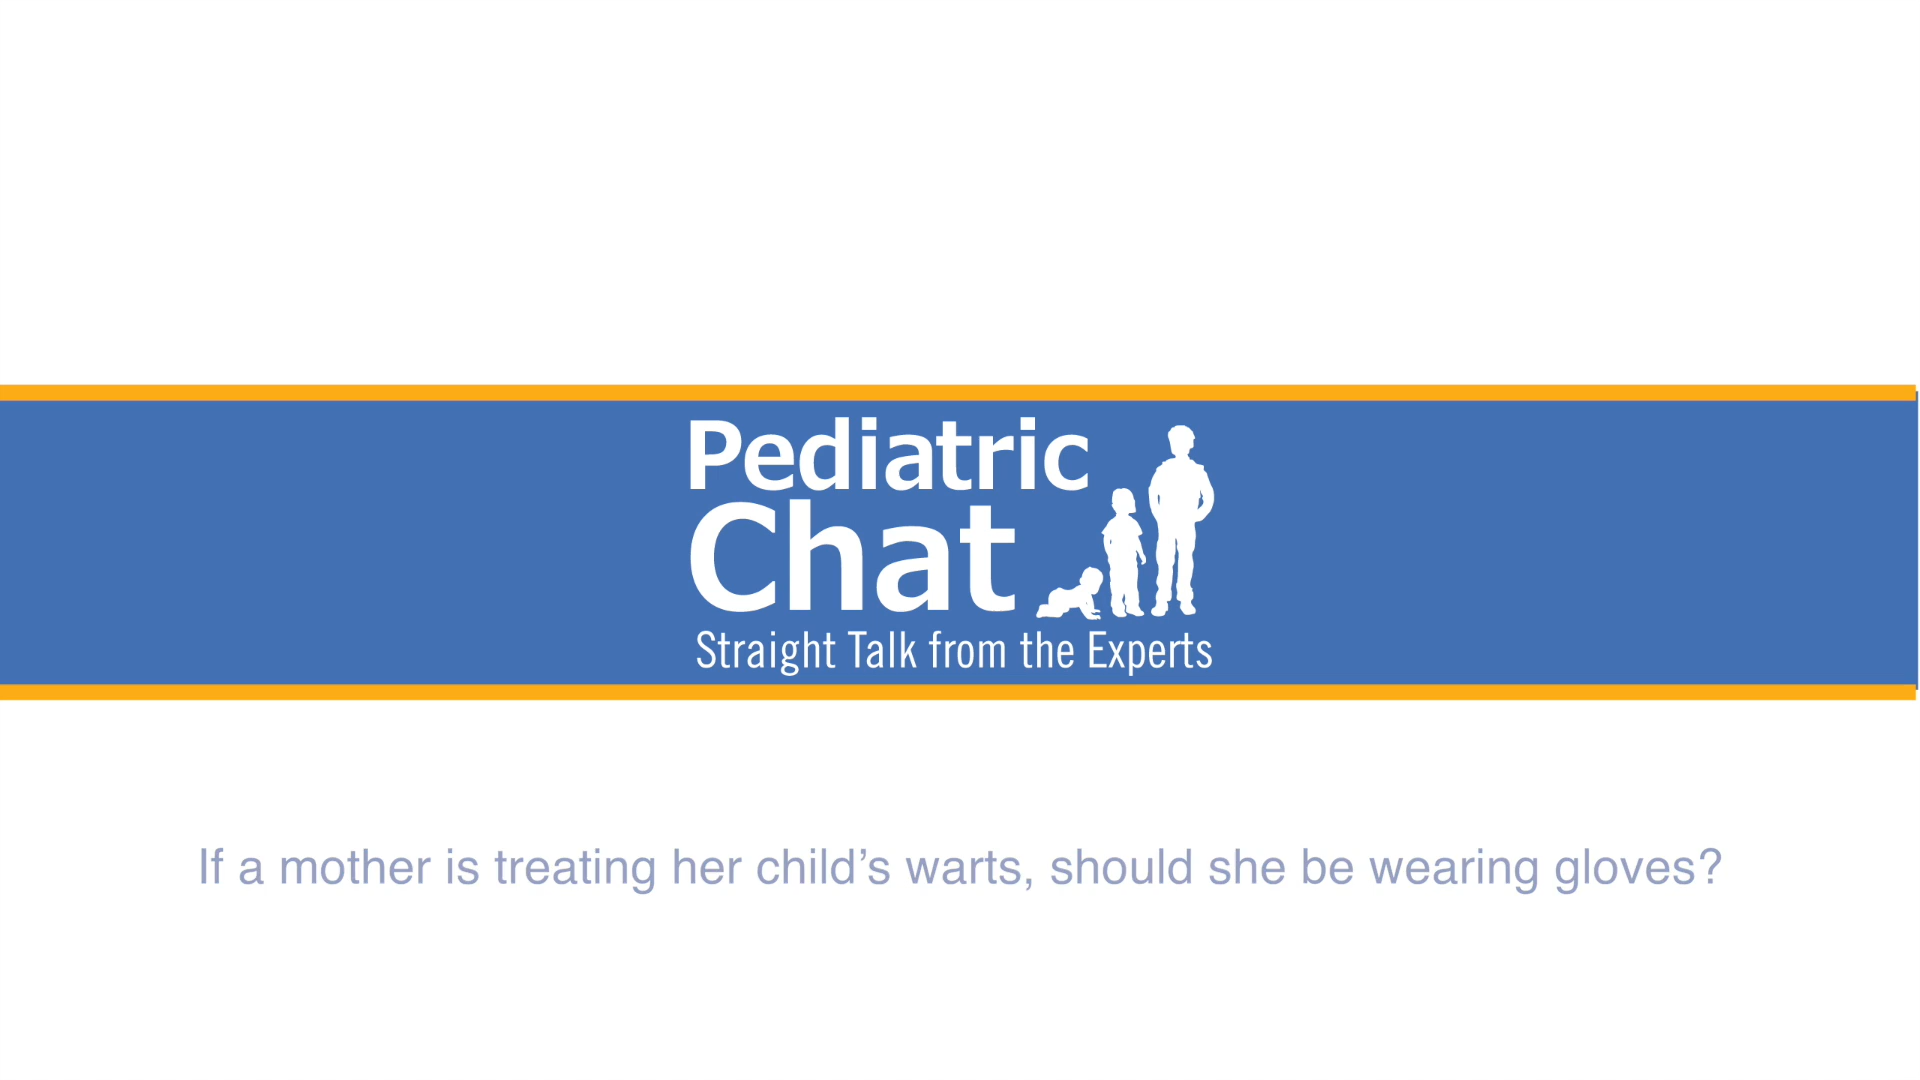 Pediatric
Chat
Straight Talk from the Experts
If a mother is treating her child’s warts, should she be wearing gloves?